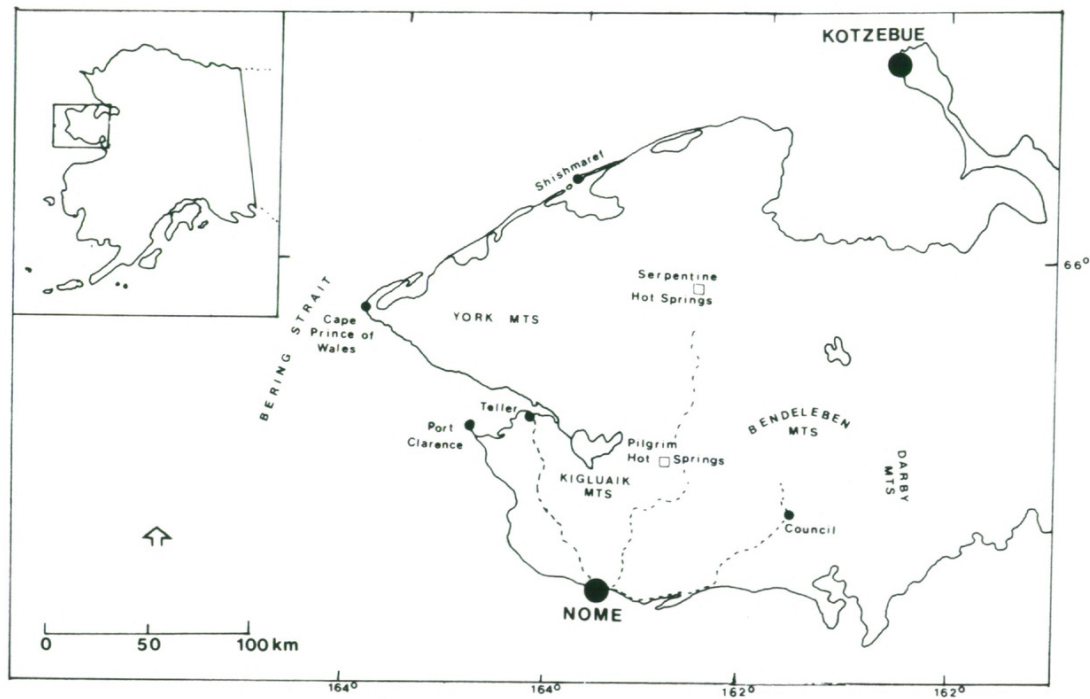 KOTZEBUE
Shishmaref
66°
Serpentine
Hot Springs
BERING STRAIT
Cape
Prince of
Wales
YORK MTS
Teller
Port
Clarence
BENDELEBEN
MTS
Pilgrim
Hot Springs
KIGLUAIK
MTS
DARBY
MTS
Council
NOME
0 50 100 km
164° 164° 162° 162°